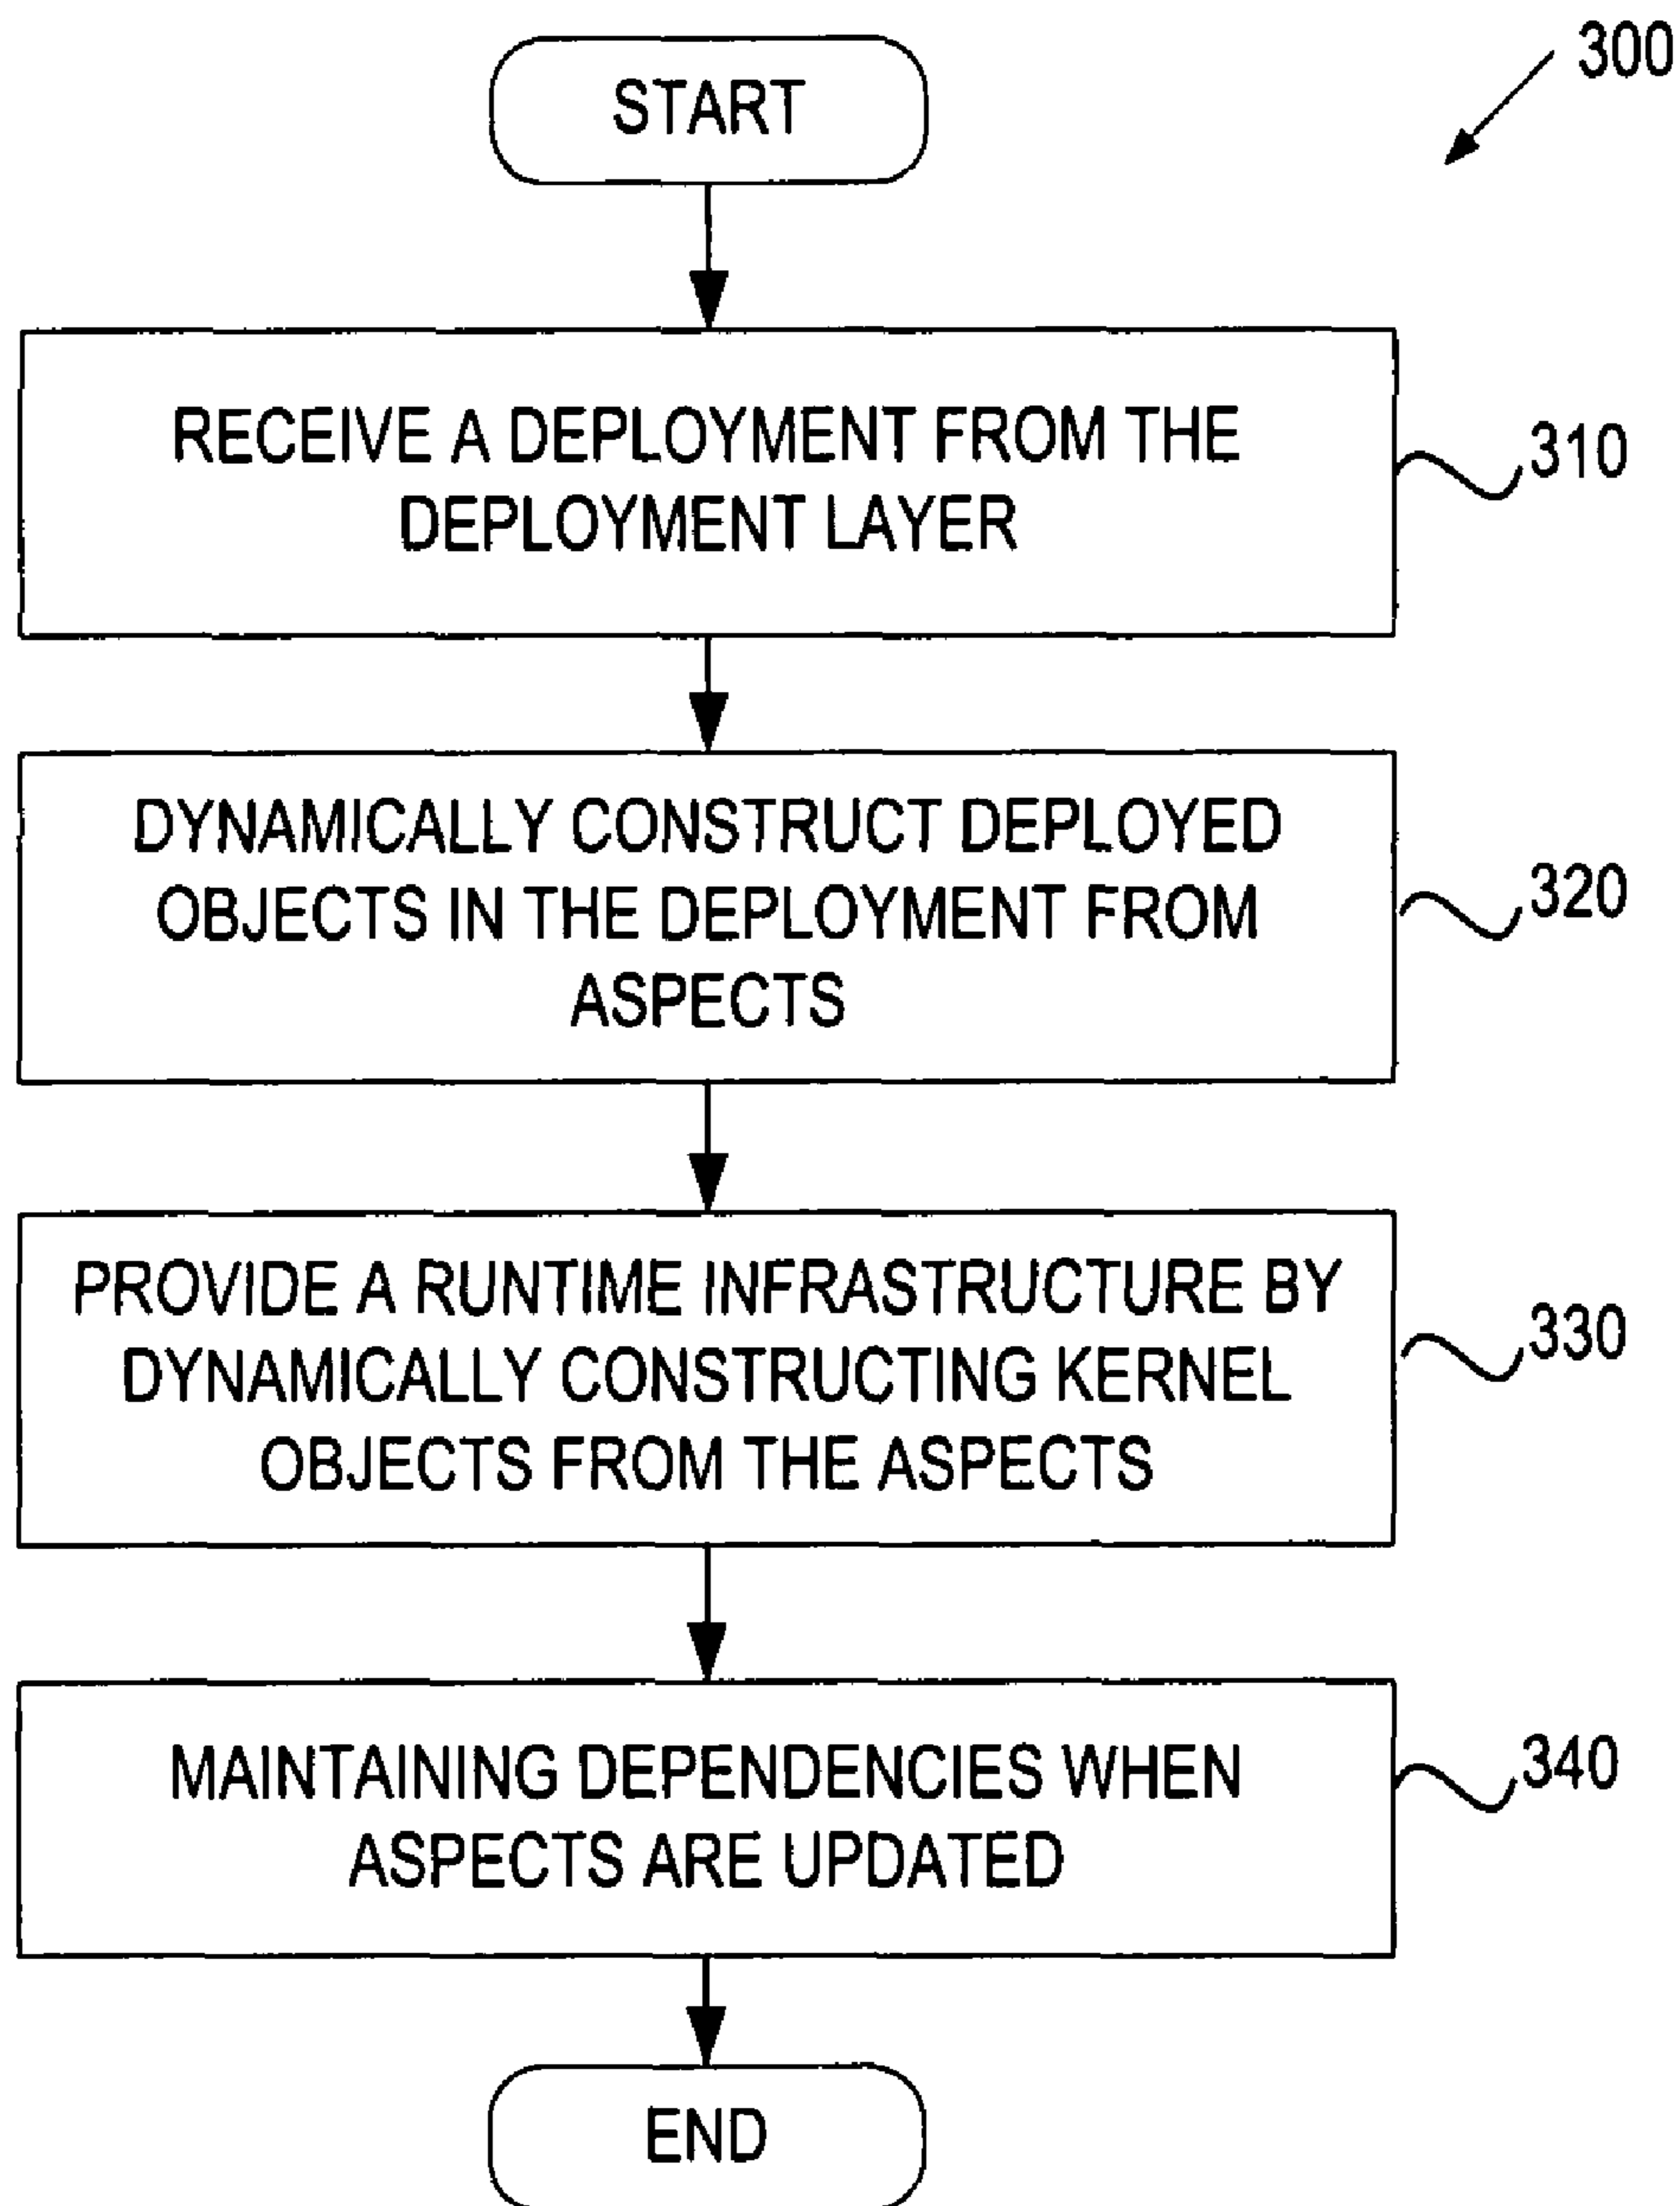 300
START
RECEIVE A DEPLOYMENT FROM THE
DEPLOYMENT LAYER
310
DYNAMICALLY CONSTRUCT DEPLOYED
OBJECTS IN THE DEPLOYMENT FROM
ASPECTS
320
PROVIDE A RUNTIME INFRASTRUCTURE BY
DYNAMICALLY CONSTRUCTING KERNEL
OBJECTS FROM THE ASPECTS
330
MAINTAINING DEPENDENCIES WHEN
ASPECTS ARE UPDATED
340
END